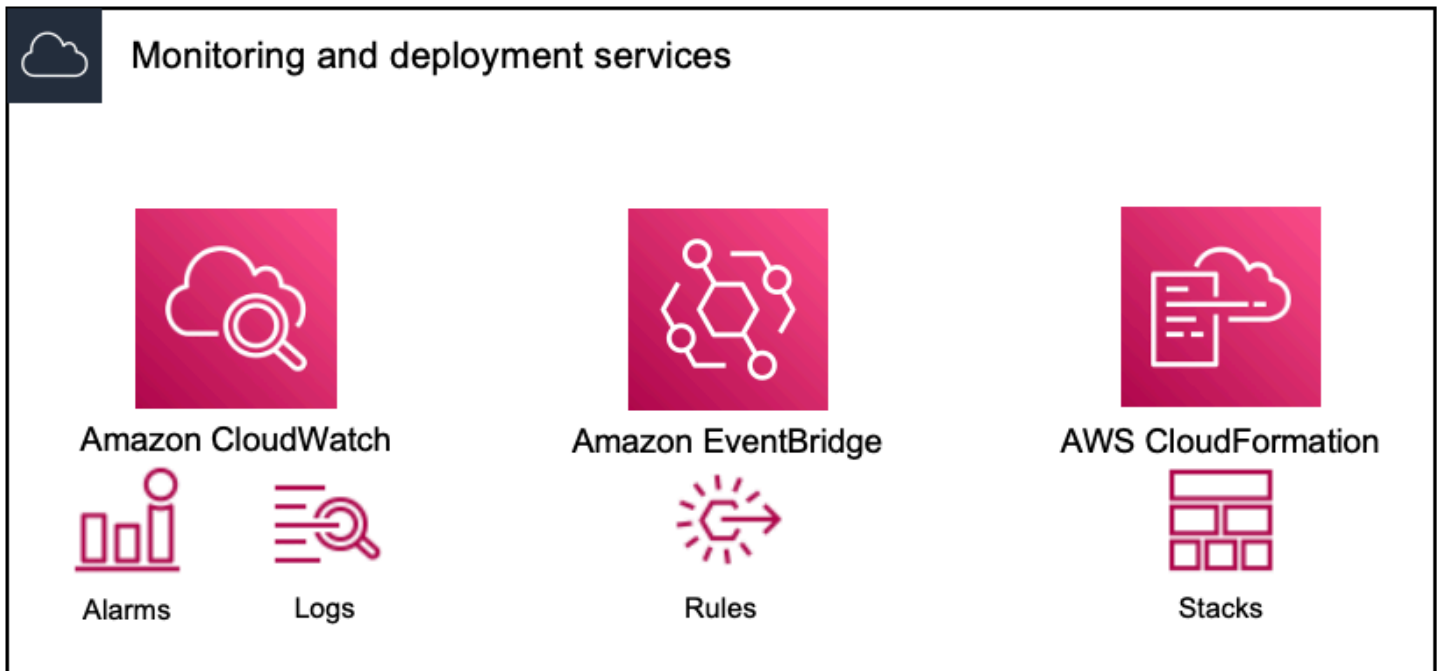 Monitoring and deployment services
Amazon CloudWatch
Amazon EventBridge
AWS CloudFormation
Alarms
Logs
Rules
Stacks